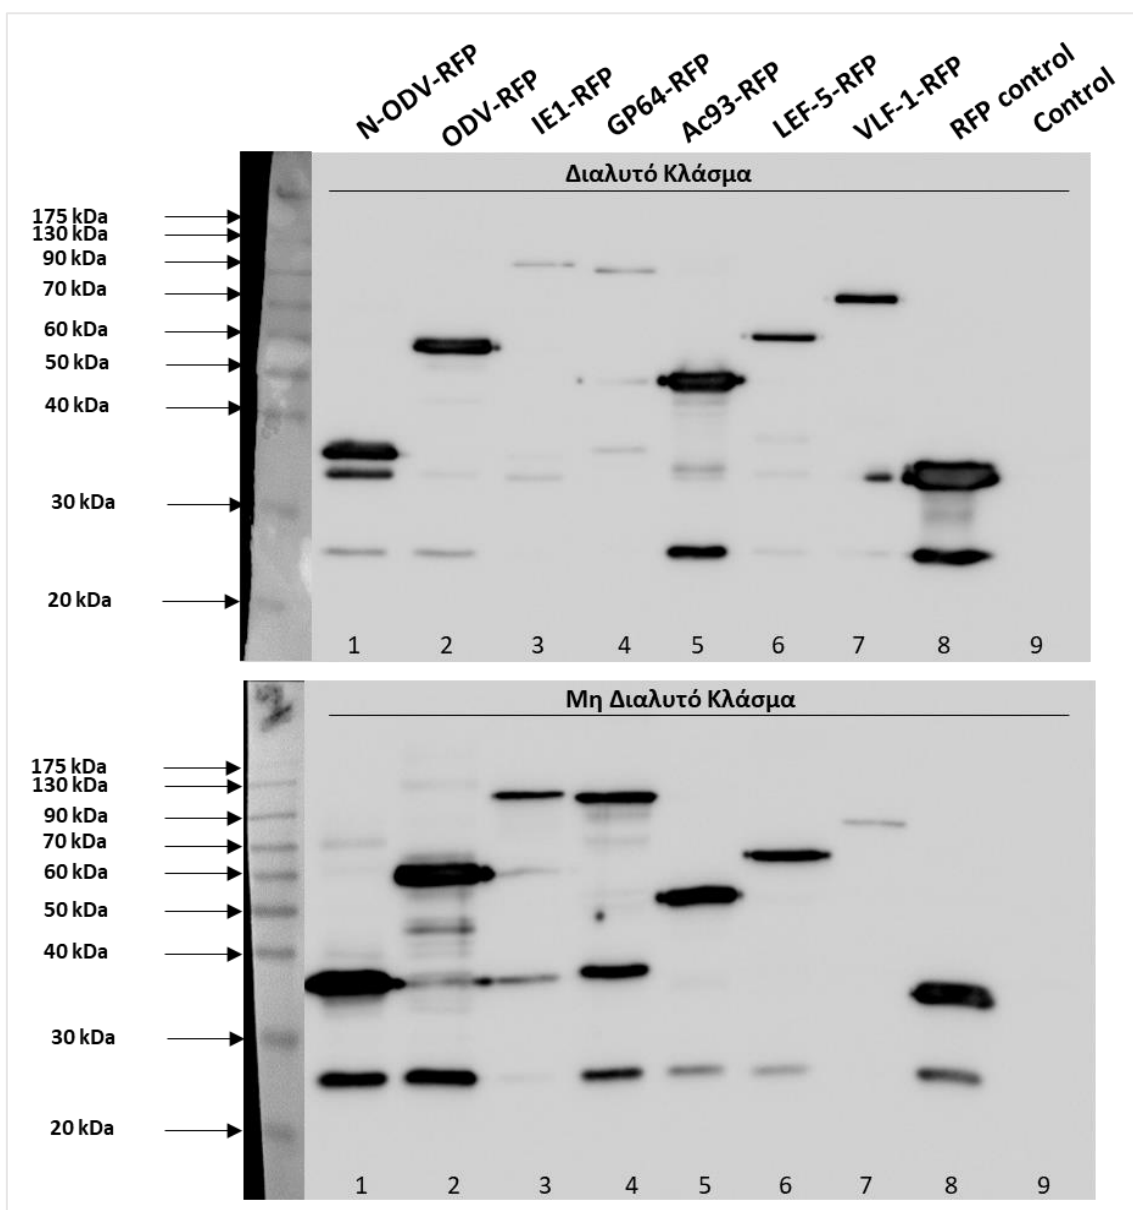 N-ODV-RFP
ODV-RFP
IE1-RFP
GP64-RFP
Ac93-RFP
LEF-5-RFP
VLF-1-RFP
RFP control
Control
Διαλυτό Κλάσμα
175 kDa
130 kDa
90 kDa
70 kDa
60 kDa
50 kDa
40 kDa
30 kDa
20 kDa
1 2 3 4 5 6 7 8 9
Μη Διαλυτό Κλάσμα
175 kDa
130 kDa
90 kDa
70 kDa
60 kDa
50 kDa
40 kDa
30 kDa
20 kDa
1 2 3 4 5 6 7 8 9